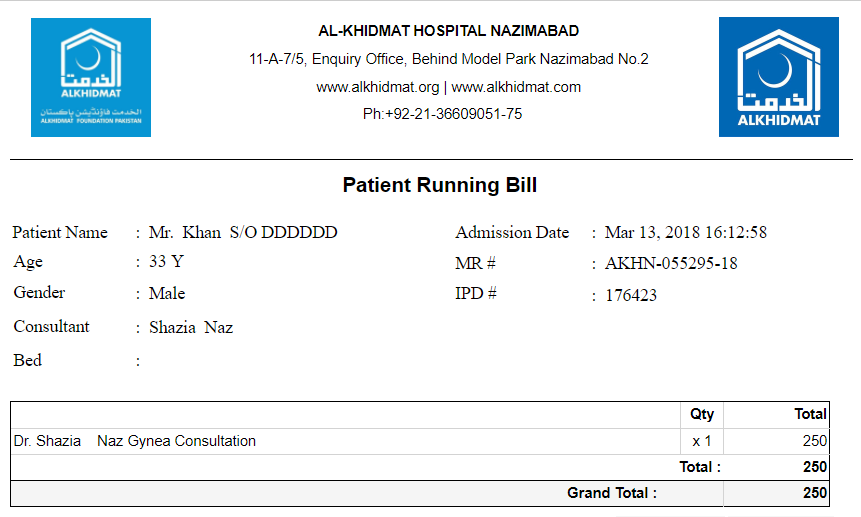 الخدمت
ALKHIDMAT
الخدمت فاؤنڈیشن پاکستان
ALKHIDMAT FOUNDATION PAKISTAN
AL-KHIDMAT HOSPITAL NAZIMABAD
11-A-7/5, Enquiry Office, Behind Model Park Nazimabad No.2
www.alkhidmat.org | www.alkhidmat.com
Ph:+92-21-36609051-75
الخدمت
ALKHIDMAT
Patient Running Bill
Patient Name : Mr. Khan S/O DDDDDD Admission Date : Mar 13, 2018 16:12:58
Age : 33 Y MR # : AKHN-055295-18
Gender : Male IPD # : 176423
Consultant : Shazia Naz
Bed :
Qty Total
Dr. Shazia Naz Gynea Consultation x 1 250
Total : 250
Grand Total : 250